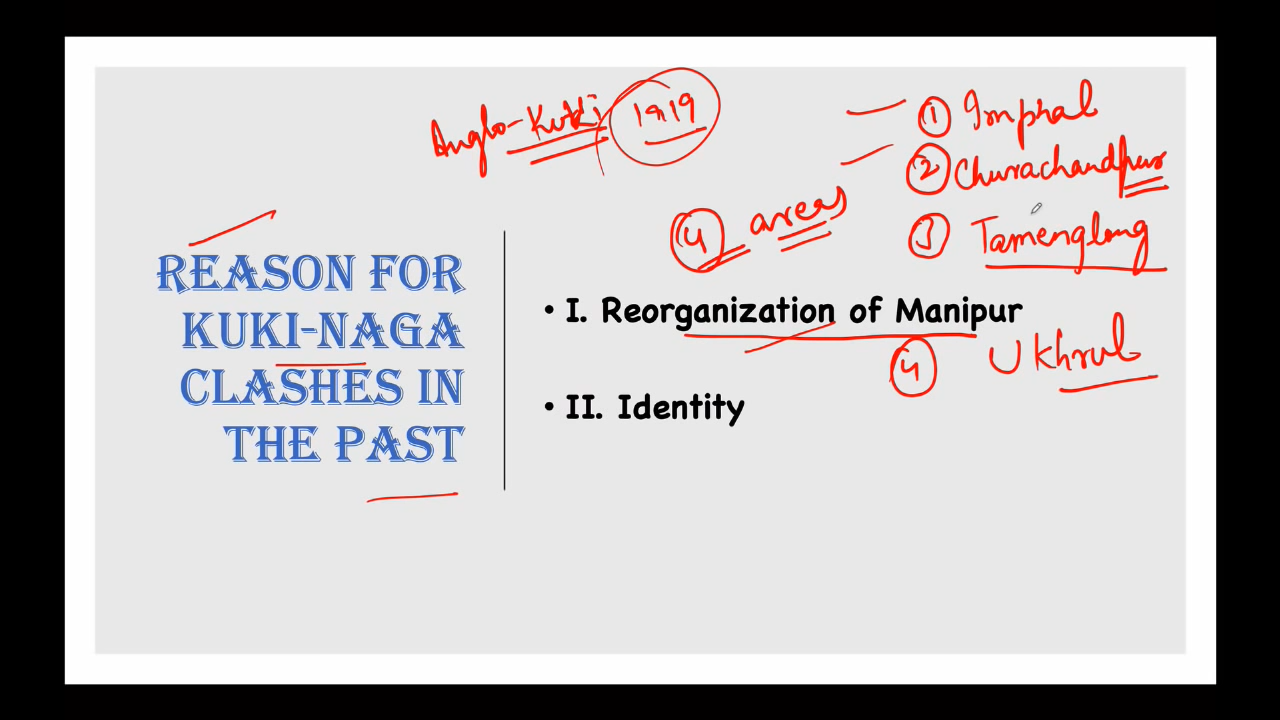 Anglo-Kuki 1919
① Imphal
② Churachandpur
④ areas
③ Tamenglong
REASON FOR
KUKI-NAGA
CLASHES IN
THE PAST
• I. Reorganization of Manipur
④ Ukhrul
• II. Identity